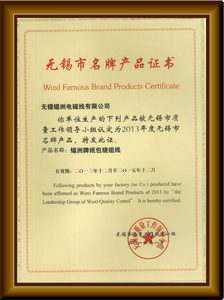 无锡市名牌产品证书
Wuxi Famous Brand Products Certificate
无锡锡洲电磁线有限公司
你单位生产的下列产品被无锡市质
量工作领导小组认定为2013年度无锡市
名牌产品，特发此证。
产品名称：锡洲牌纸包绕组线
有效期：二〇一三年十二月至二〇一五年十二月
Following products by your factory (or Co.) produced have
been affirmed as Wuxi Famous Brand Products of 2013 by "the
Leadership Group of Wuxi Quality Contol". It is hereby certified.